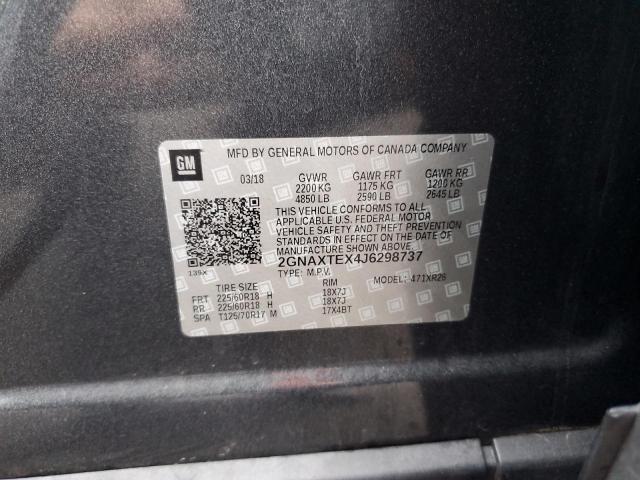 GM
MFD BY GENERAL MOTORS OF CANADA COMPANY
03/18 GVWR GAWR FRT GAWR RR
2200 KG 1175 KG 1200 KG
4850 LB 2590 LB 2645 LB
THIS VEHICLE CONFORMS TO ALL
APPLICABLE U.S. FEDERAL MOTOR
VEHICLE SAFETY AND THEFT PREVENTION
STANDARDS IN EFFECT ON THE DATE OF
MANUFACTURE SHOWN ABOVE.
2GNAXTEX4J6298737
139X TYPE: M.P.V. MODEL: 471XR26
TIRE SIZE RIM
FRT 225/60R18 H 18X7J
RR 225/60R18 H 18X7J
SPA T125/70R17 M 17X4BT